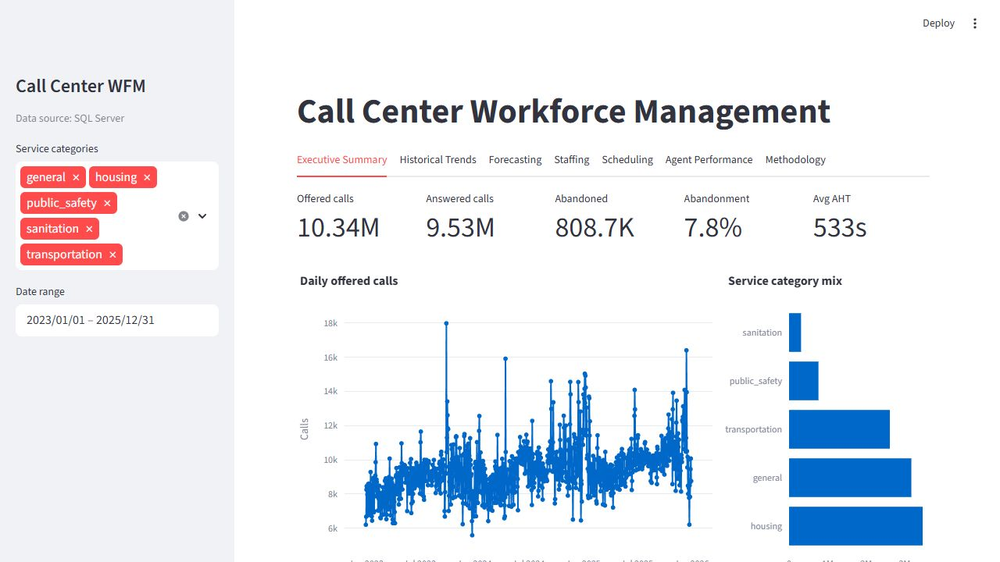 Deploy
Call Center WFM
Data source: SQL Server
Service categories
general ×
housing ×
public_safety ×
sanitation ×
transportation ×
Date range
2023/01/01 – 2025/12/31
Call Center Workforce Management
Executive Summary
Historical Trends
Forecasting
Staffing
Scheduling
Agent Performance
Methodology
Offered calls
10.34M
Answered calls
9.53M
Abandoned
808.7K
Abandonment
7.8%
Avg AHT
533s
Daily offered calls
18k
16k
14k
12k
10k
8k
6k
Calls
Service category mix
sanitation
public_safety
transportation
general
housing